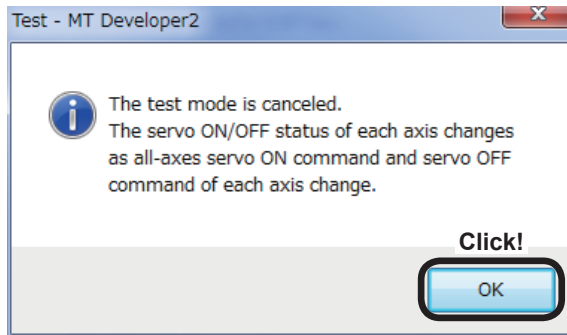 Test - MT Developer2
The test mode is canceled.
The servo ON/OFF status of each axis changes
as all-axes servo ON command and servo OFF
command of each axis change.
Click!
OK